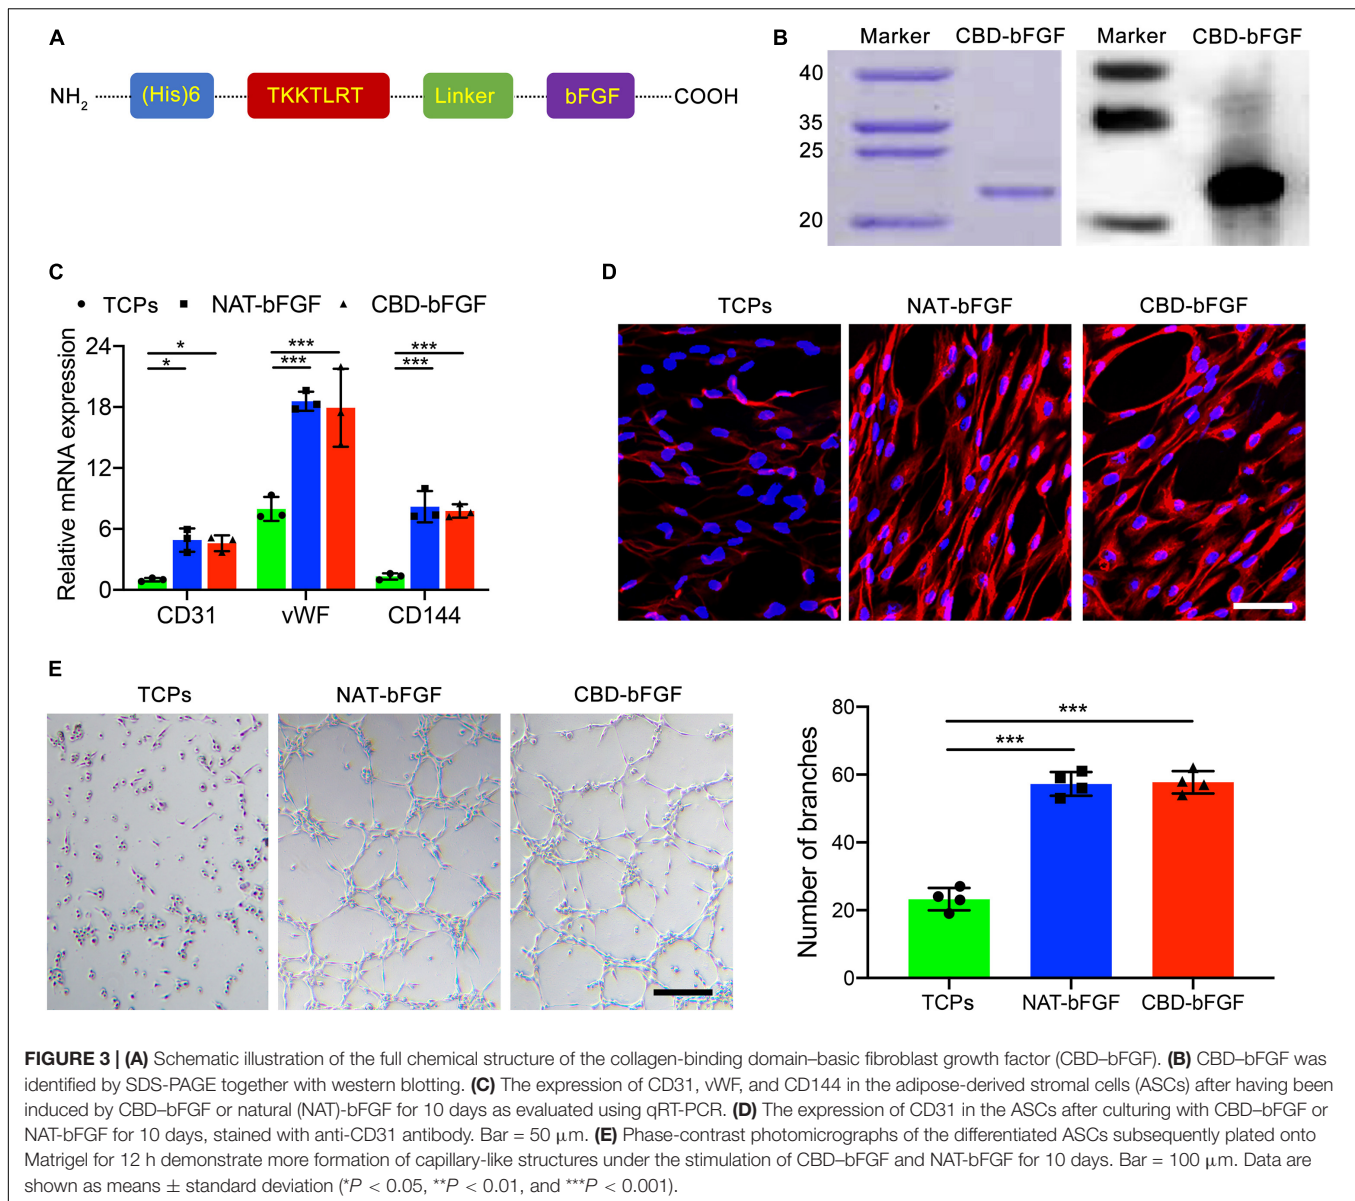 A
NH2 (His)6 TKKTLRT Linker bFGF COOH
B
Marker CBD-bFGF Marker CBD-bFGF
40
35
25
20
C
TCPs NAT-bFGF CBD-bFGF
Relative mRNA expression
24
18
12
6
0
* * *** *** *** ***
CD31 vWF CD144
D
TCPs NAT-bFGF CBD-bFGF
E
TCPs NAT-bFGF CBD-bFGF
Number of branches
80
60
40
20
0
***
***
TCPs NAT-bFGF CBD-bFGF
FIGURE 3 | (A) Schematic illustration of the full chemical structure of the collagen-binding domain–basic fibroblast growth factor (CBD–bFGF). (B) CBD–bFGF was
identified by SDS-PAGE together with western blotting. (C) The expression of CD31, vWF, and CD144 in the adipose-derived stromal cells (ASCs) after having been
induced by CBD–bFGF or natural (NAT)-bFGF for 10 days as evaluated using qRT-PCR. (D) The expression of CD31 in the ASCs after culturing with CBD–bFGF or
NAT-bFGF for 10 days, stained with anti-CD31 antibody. Bar = 50 μm. (E) Phase-contrast photomicrographs of the differentiated ASCs subsequently plated onto
Matrigel for 12 h demonstrate more formation of capillary-like structures under the stimulation of CBD–bFGF and NAT-bFGF for 10 days. Bar = 100 μm. Data are
shown as means ± standard deviation (*P < 0.05, **P < 0.01, and ***P < 0.001).